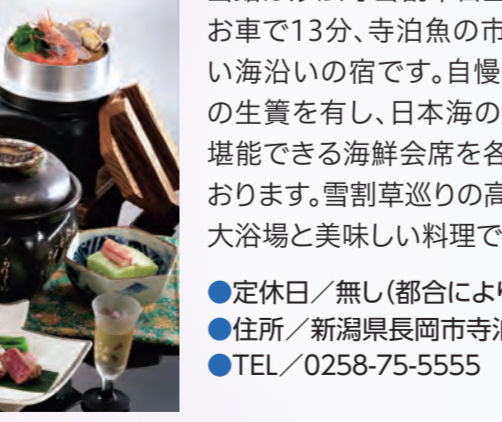 お車で13分、寺泊魚の市
い海沿いの宿です。自慢
の生簀を有し、日本海の
堪能できる海鮮会席を各
おります。雪割草巡りの高
大浴場と美味しい料理で
●定休日／無し(都合によ
●住所／新潟県長岡市寺泊
●TEL／0258-75-5555